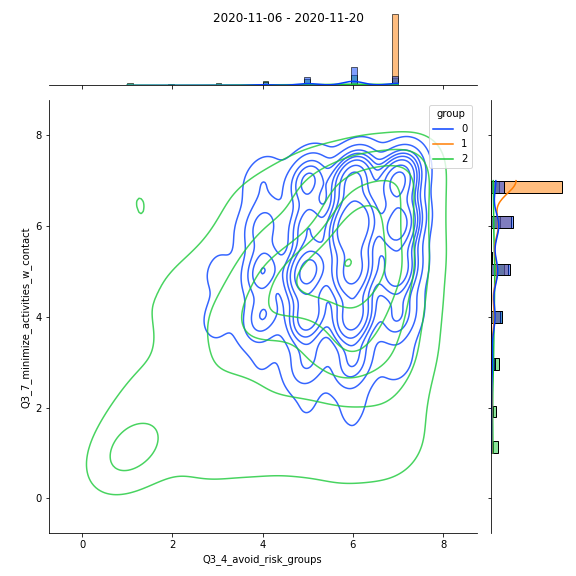 2020-11-06 - 2020-11-20
group
0
1
2
8
6
4
2
0
Q3_7_minimize_activities_w_contact
0 2 4 6 8
Q3_4_avoid_risk_groups